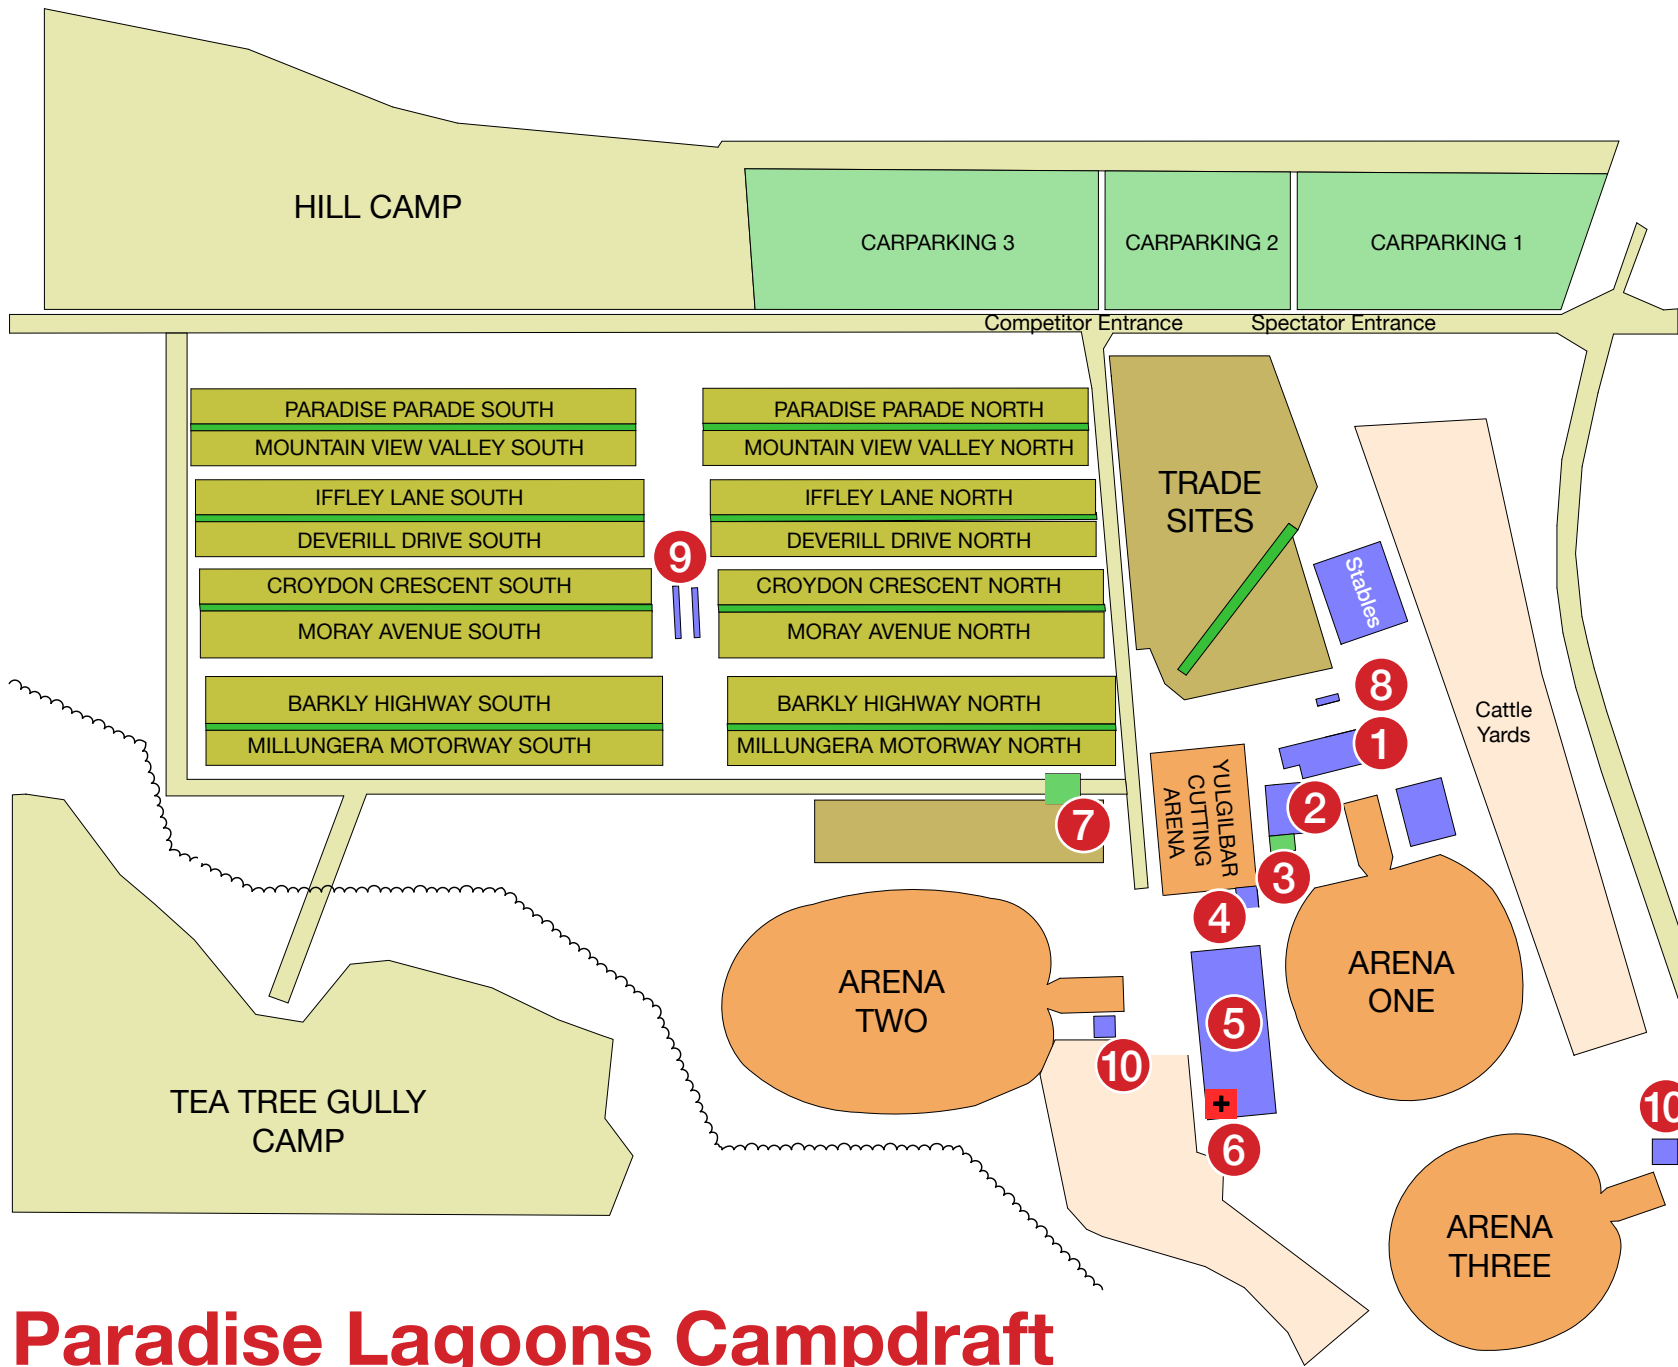 HILL CAMP
CARPARKING 3
CARPARKING 2
CARPARKING 1
Competitor Entrance
Spectator Entrance
PARADISE PARADE SOUTH
MOUNTAIN VIEW VALLEY SOUTH
IFFLEY LANE SOUTH
DEVERILL DRIVE SOUTH
CROYDON CRESCENT SOUTH
MORAY AVENUE SOUTH
BARKLY HIGHWAY SOUTH
MILLUNGERA MOTORWAY SOUTH
9
PARADISE PARADE NORTH
MOUNTAIN VIEW VALLEY NORTH
IFFLEY LANE NORTH
DEVERILL DRIVE NORTH
CROYDON CRESCENT NORTH
MORAY AVENUE NORTH
BARKLY HIGHWAY NORTH
MILLUNGERA MOTORWAY NORTH
TRADE
SITES
Stables
8
Cattle
Yards
1
YULGILBAR
CUTTING
ARENA
2
7
3
4
ARENA
TWO
ARENA
ONE
5
10
6
10
TEA TREE GULLY
CAMP
ARENA
THREE
Paradise Lagoons Campdraft